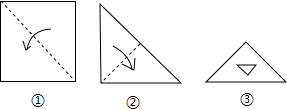 ① ② ③